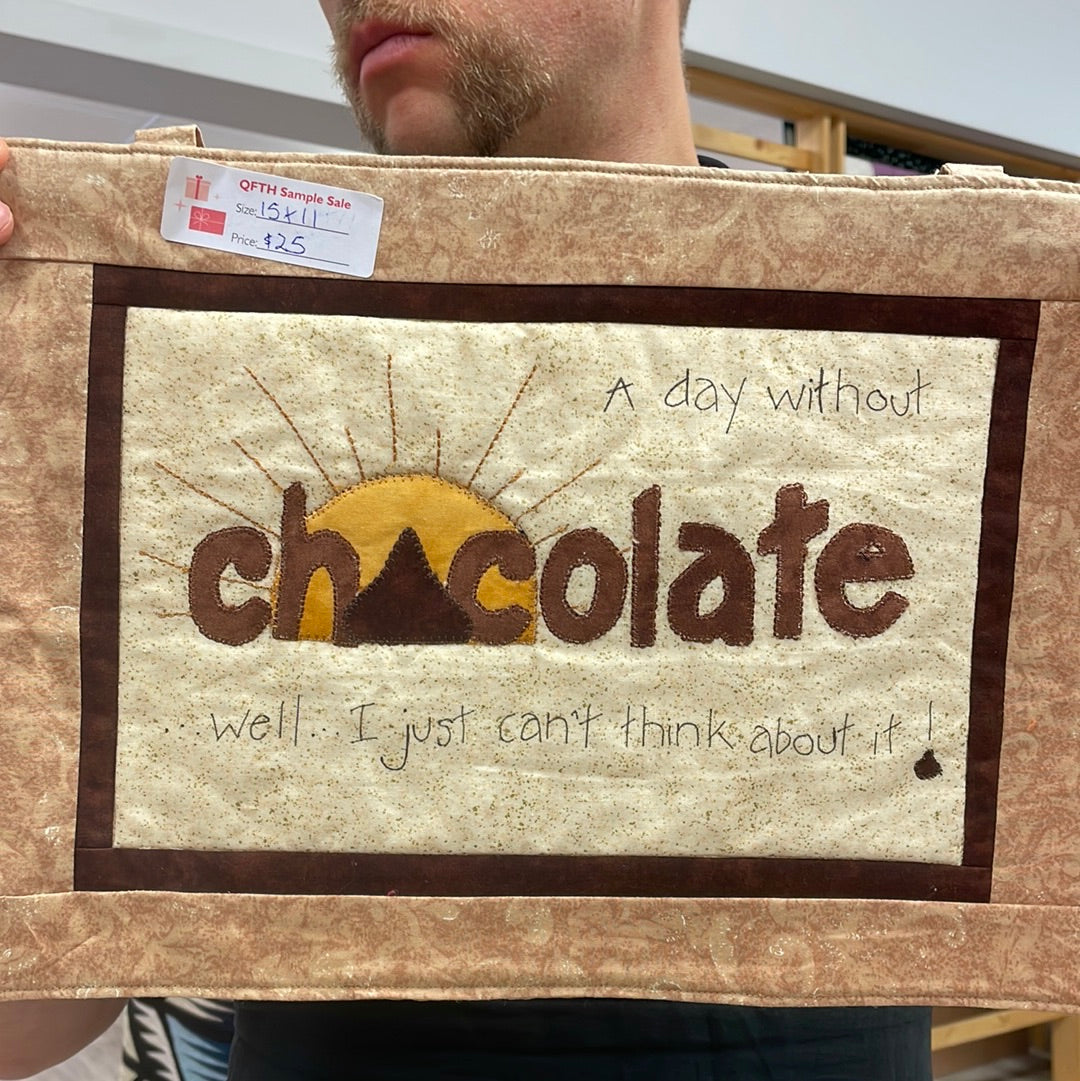 QFTH Sample Sale
Size: 15x11
Price: $25
A day without
chocolate
..well.. I just can't think about it!